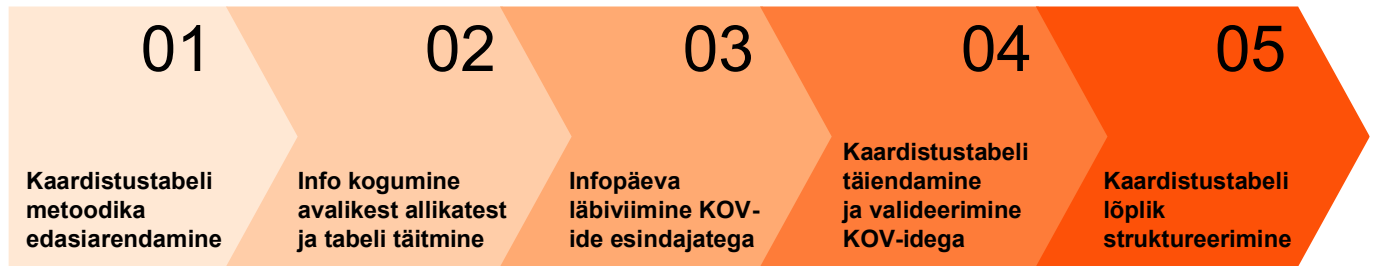 01
Kaardistustabeli
metoodika
edasiarendamine
02
Info kogumine
avalikest allikatest
ja tabeli täitmine
03
Infopäeva
läbiviimine KOV-
ide esindajatega
04
Kaardistustabeli
täiendamine
ja valideerimine
KOV-idega
05
Kaardistustabeli
lõplik
struktureerimine